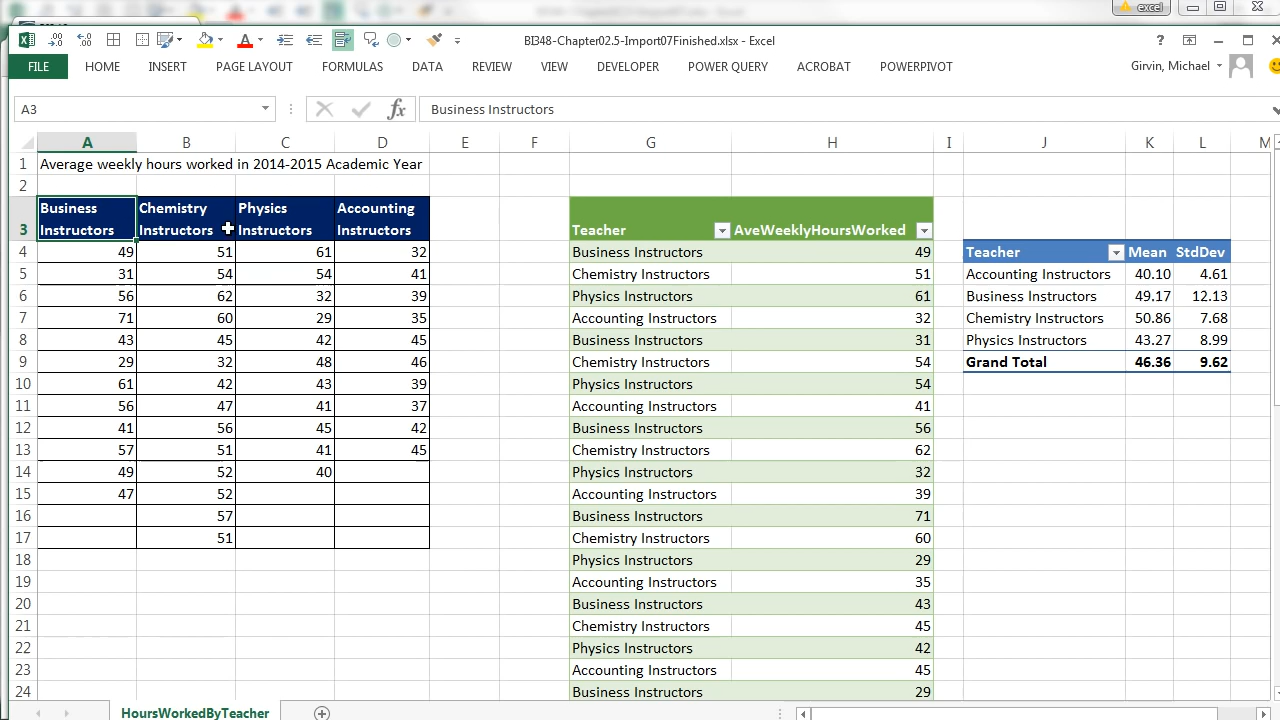 excel
BI348-Chapter02.5-Import07Finished.xlsx - Excel
?
FILE HOME INSERT PAGE LAYOUT FORMULAS DATA REVIEW VIEW DEVELOPER POWER QUERY ACROBAT POWERPIVOT Girvin, Michael
A3 fx Business Instructors
A B C D E F G H I J K L M
1 Average weekly hours worked in 2014-2015 Academic Year
2
Business Chemistry Physics Accounting
3 Instructors Instructors Instructors Instructors Teacher AveWeeklyHoursWorked
4 49 51 61 32 Business Instructors 49 Teacher Mean StdDev
5 31 54 54 41 Chemistry Instructors 51 Accounting Instructors 40.10 4.61
6 56 62 32 39 Physics Instructors 61 Business Instructors 49.17 12.13
7 71 60 29 35 Accounting Instructors 32 Chemistry Instructors 50.86 7.68
8 43 45 42 45 Business Instructors 31 Physics Instructors 43.27 8.99
9 29 32 48 46 Chemistry Instructors 54 Grand Total 46.36 9.62
10 61 42 43 39 Physics Instructors 54
11 56 47 41 37 Accounting Instructors 41
12 41 56 45 42 Business Instructors 56
13 57 51 41 45 Chemistry Instructors 62
14 49 52 40 Physics Instructors 32
15 47 52 Accounting Instructors 39
16 57 Business Instructors 71
17 51 Chemistry Instructors 60
18 Physics Instructors 29
19 Accounting Instructors 35
20 Business Instructors 43
21 Chemistry Instructors 45
22 Physics Instructors 42
23 Accounting Instructors 45
24 Business Instructors 29
HoursWorkedByTeacher